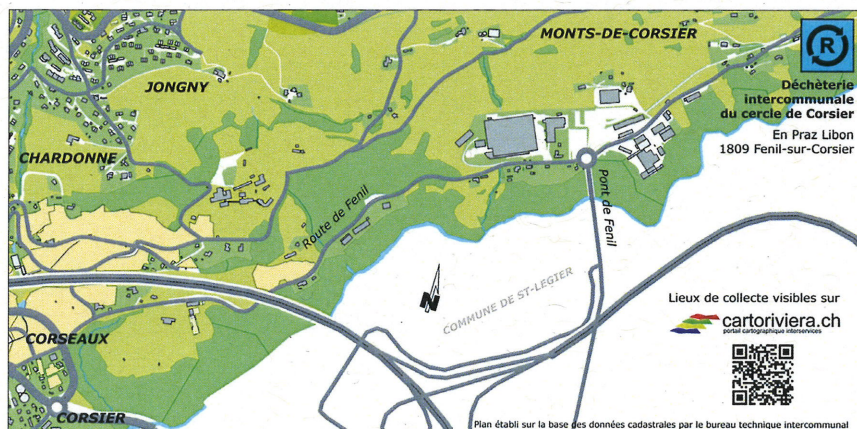 MONTS-DE-CORSIER
R
JONGNY
Déchèterie
intercommunale
du cercle de Corsier
En Praz Libon
1809 Fenil-sur-Corsier
CHARDONNE
Route de Fenil
Pont de Fenil
N
COMMUNE DE ST-LEGIER
Lieux de collecte visibles sur
cartoriviera.ch
portail cartographique interservices
CORSEAUX
CORSIER
Plan établi sur la base des données cadastrales par le bureau technique intercommunal